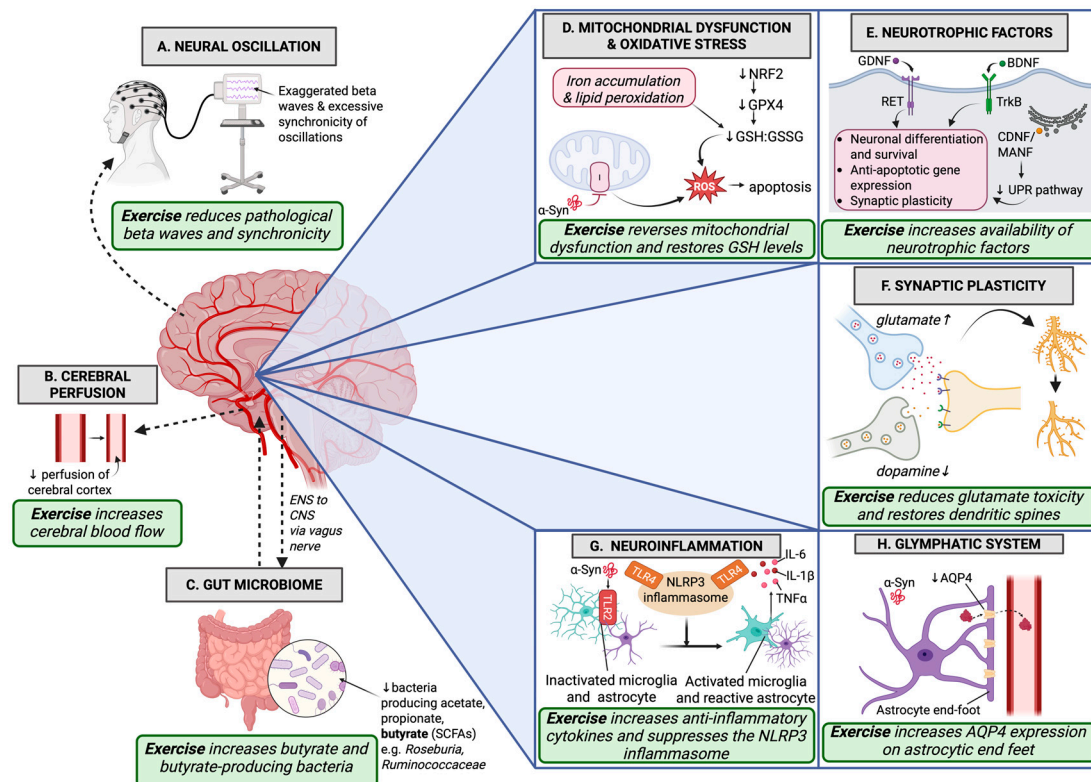 A. NEURAL OSCILLATION
Exaggerated beta
waves & excessive
synchronicity of
oscillations
Exercise reduces pathological
beta waves and synchronicity
B. CEREBRAL
PERFUSION
↓ perfusion of
cerebral cortex
Exercise increases
cerebral blood flow
ENS to
CNS
via vagus
nerve
C. GUT MICROBIOME
↓bacteria
producing acetate,
propionate,
butyrate (SCFAs)
e.g. Roseburia,
Ruminococcaceae
Exercise increases butyrate and
butyrate-producing bacteria
D. MITOCHONDRIAL DYSFUNCTION
& OXIDATIVE STRESS
Iron accumulation
& lipid peroxidation
↓NRF2
↓GPX4
↓GSH:GSSG
I
α-Syn
ROS
apoptosis
Exercise reverses mitochondrial
dysfunction and restores GSH levels
E. NEUROTROPHIC FACTORS
GDNF
BDNF
RET
TrkB
CDNF/
MANF
↓ UPR pathway
• Neuronal differentiation
and survival
• Anti-apoptotic gene
expression
• Synaptic plasticity
Exercise increases availability of
neurotrophic factors
F. SYNAPTIC PLASTICITY
glutamate↑
dopamine↓
Exercise reduces glutamate toxicity
and restores dendritic spines
G. NEUROINFLAMMATION
α-Syn
TLR4
TLR4
NLRP3
inflammasome
IL-6
IL-1β
TNFα
TLR2
Inactivated microglia
and astrocyte
Activated microglia
and reactive astrocyte
Exercise increases anti-inflammatory
cytokines and suppresses the NLRP3
inflammasome
H. GLYMPHATIC SYSTEM
α-Syn
↓AQP4
Astrocyte end-foot
Exercise increases AQP4 expression
on astrocytic end feet